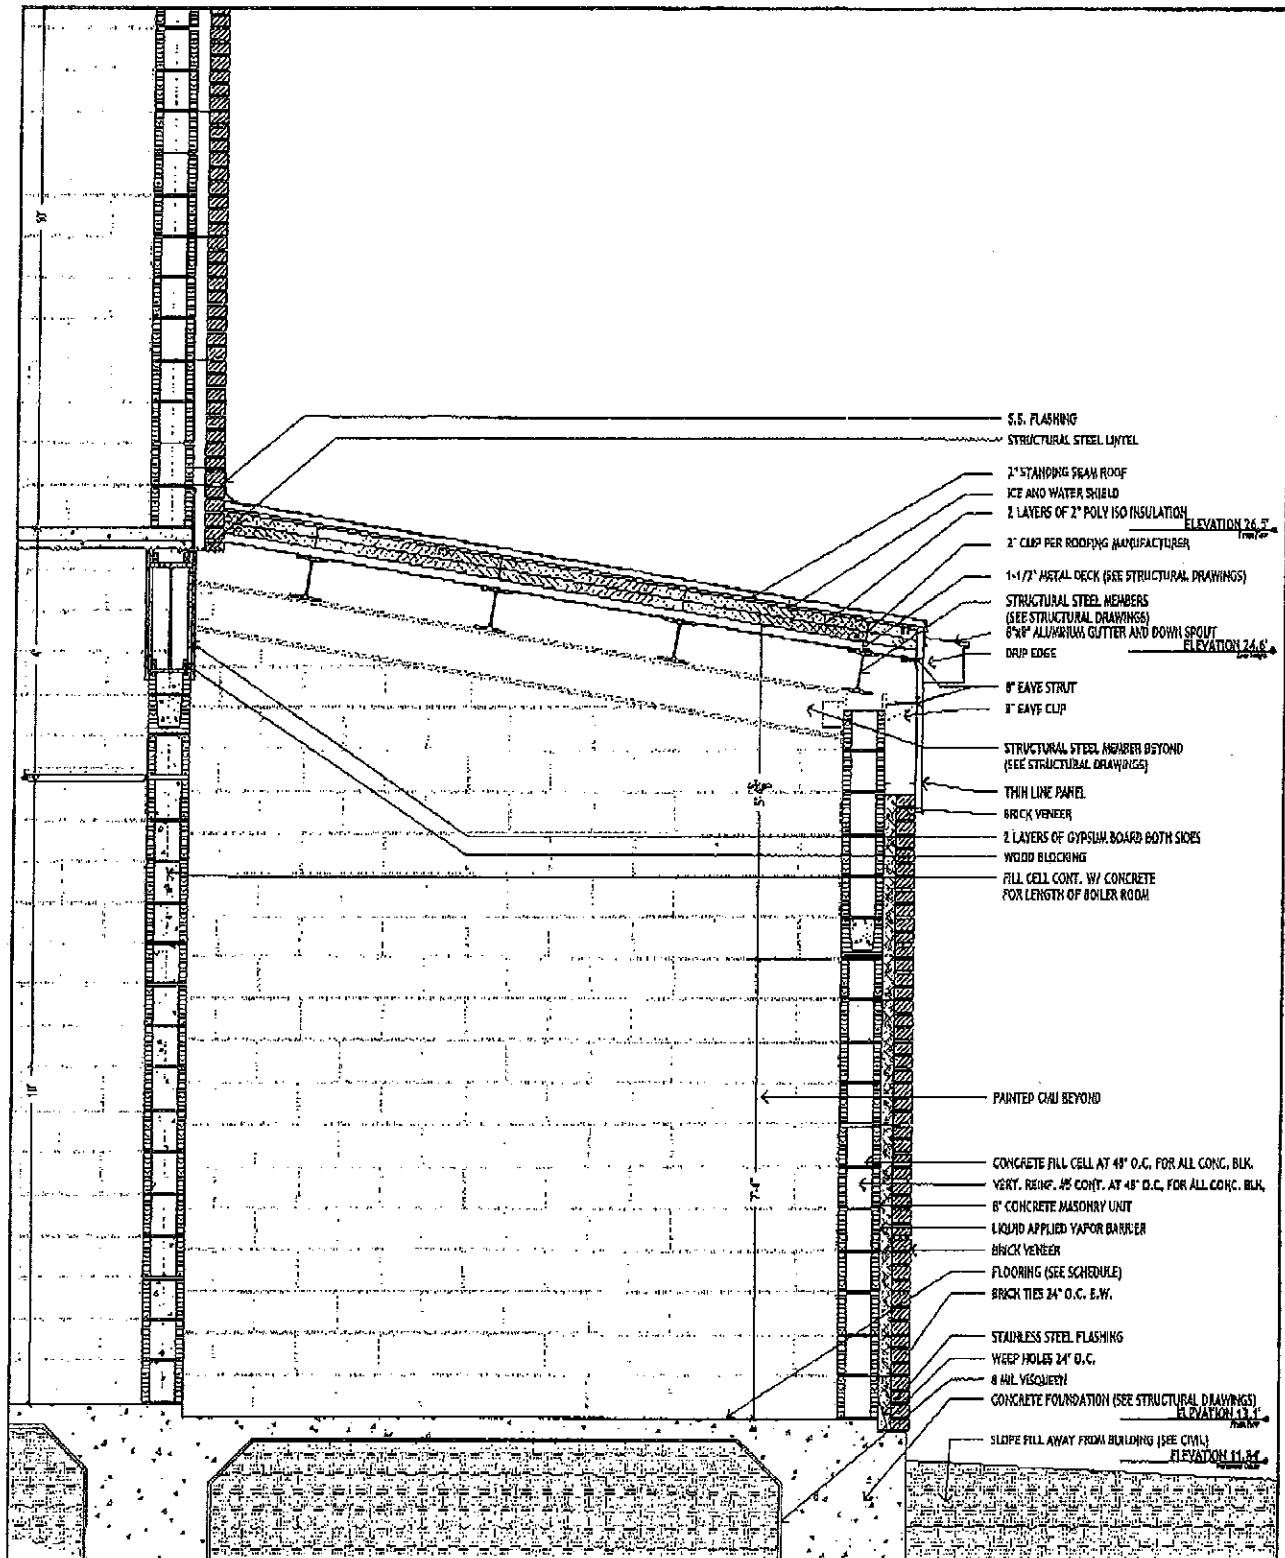 S.S. FLASHING
STRUCTURAL STEEL LINTEL
2" STANDING SEAM ROOF
ICE AND WATER SHIELD
2 LAYERS OF 2" POLY ISO INSULATION
ELEVATION 26.5'
2" CLIP PER ROOFING MANUFACTURER
1-1/2" METAL DECK (SEE STRUCTURAL DRAWINGS)
STRUCTURAL STEEL MEMBERS
(SEE STRUCTURAL DRAWINGS)
8"x8" ALUMINUM GUTTER AND DOWN SPOUT
ELEVATION 24.6'
DRIP EDGE
8" EAVE STRUT
8" EAVE CLIP
STRUCTURAL STEEL MEMBER BEYOND
(SEE STRUCTURAL DRAWINGS)
THIN LINE PANEL
BRICK VENEER
2 LAYERS OF GYPSUM BOARD BOTH SIDES
WOOD BLOCKING
FILL CELL CONT. W/ CONCRETE
FOR LENGTH OF BOILER ROOM
PAINTED CMU BEYOND
CONCRETE FILL CELL AT 48" O.C. FOR ALL CONC. BLK.
VERT. REINF. #5 CONT. AT 48" O.C. FOR ALL CONC. BLK.
8" CONCRETE MASONRY UNIT
LIQUID APPLIED VAPOR BARRIER
BRICK VENEER
FLOORING (SEE SCHEDULE)
BRICK TIES 24" O.C. E.W.
STAINLESS STEEL FLASHING
WEEP HOLES 24" O.C.
8 MIL VISQUEEN
CONCRETE FOUNDATION (SEE STRUCTURAL DRAWINGS)
ELEVATION 13.1'
SLOPE FILL AWAY FROM BUILDING (SEE CIVIL)